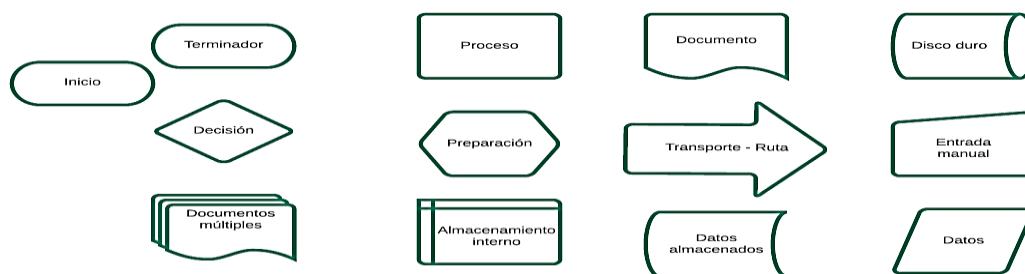 Terminador
Proceso
Documento
Disco duro
Inicio
Decisión
Preparación
Transporte - Ruta
Entrada
manual
Documentos
múltiples
Almacenamiento
interno
Datos
almacenados
Datos